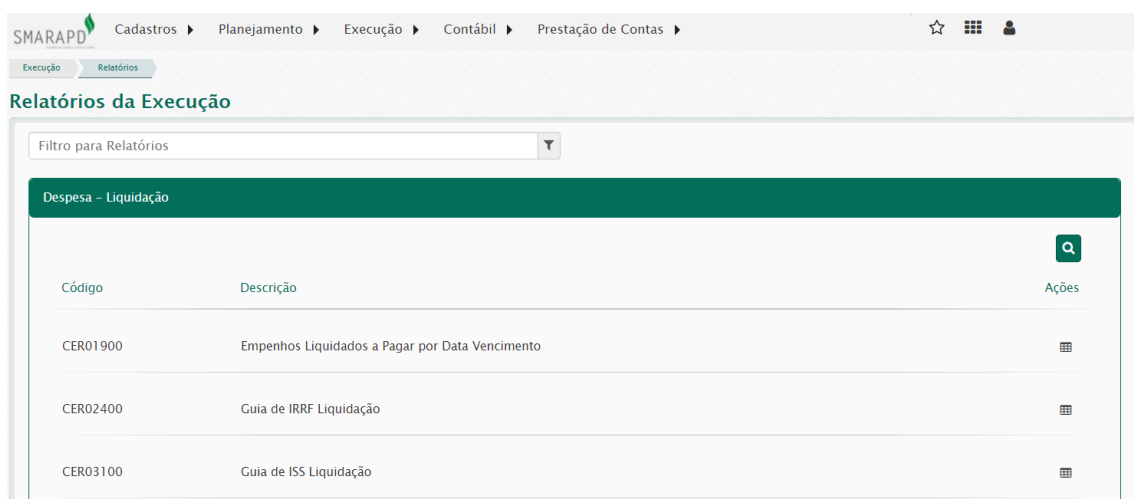 SMARAPD Cadastros Planejamento Execução Contábil Prestação de Contas
Execução Relatórios
Relatórios da Execução
Filtro para Relatórios
Despesa – Liquidação
Código Descrição Ações
CER01900 Empenhos Liquidados a Pagar por Data Vencimento
CER02400 Guia de IRRF Liquidação
CER03100 Guia de ISS Liquidação